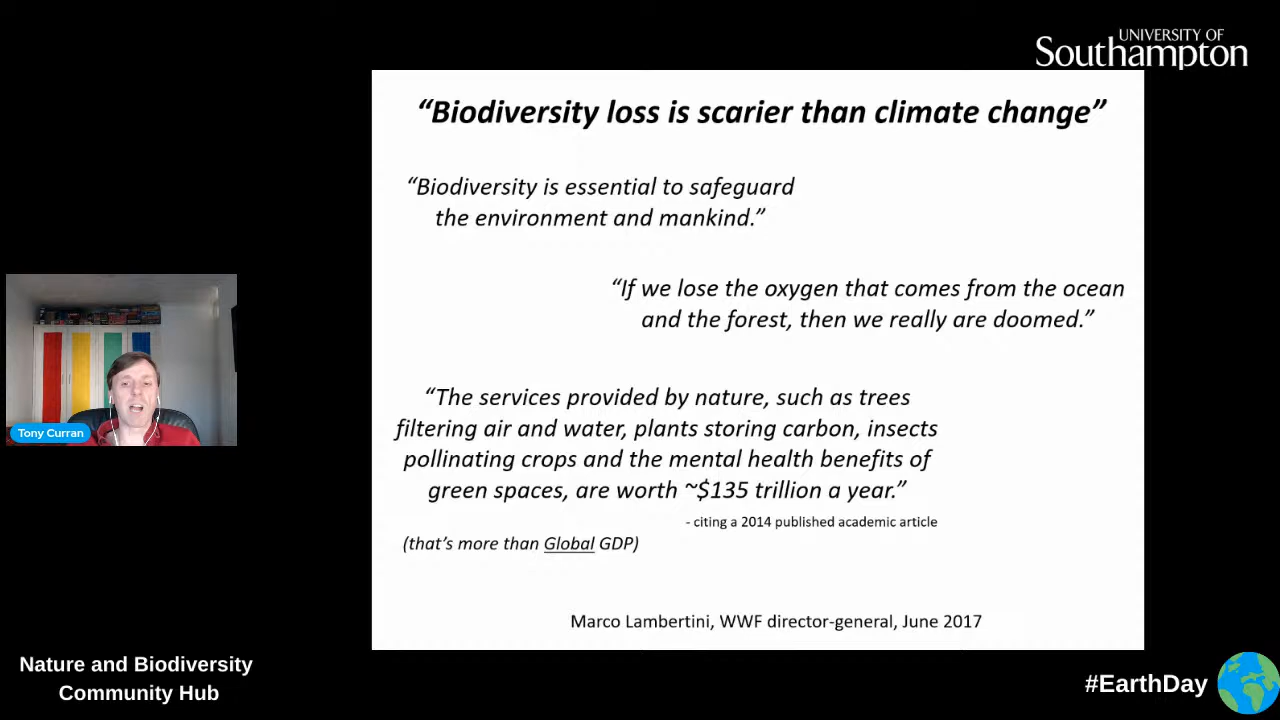 UNIVERSITY OF
Southampton
“Biodiversity loss is scarier than climate change”
“Biodiversity is essential to safeguard
the environment and mankind.”
“If we lose the oxygen that comes from the ocean
and the forest, then we really are doomed.”
“The services provided by nature, such as trees
filtering air and water, plants storing carbon, insects
pollinating crops and the mental health benefits of
green spaces, are worth ~$135 trillion a year.”
- citing a 2014 published academic article
(that’s more than Global GDP)
Marco Lambertini, WWF director-general, June 2017
Tony Curran
Nature and Biodiversity
Community Hub
#EarthDay